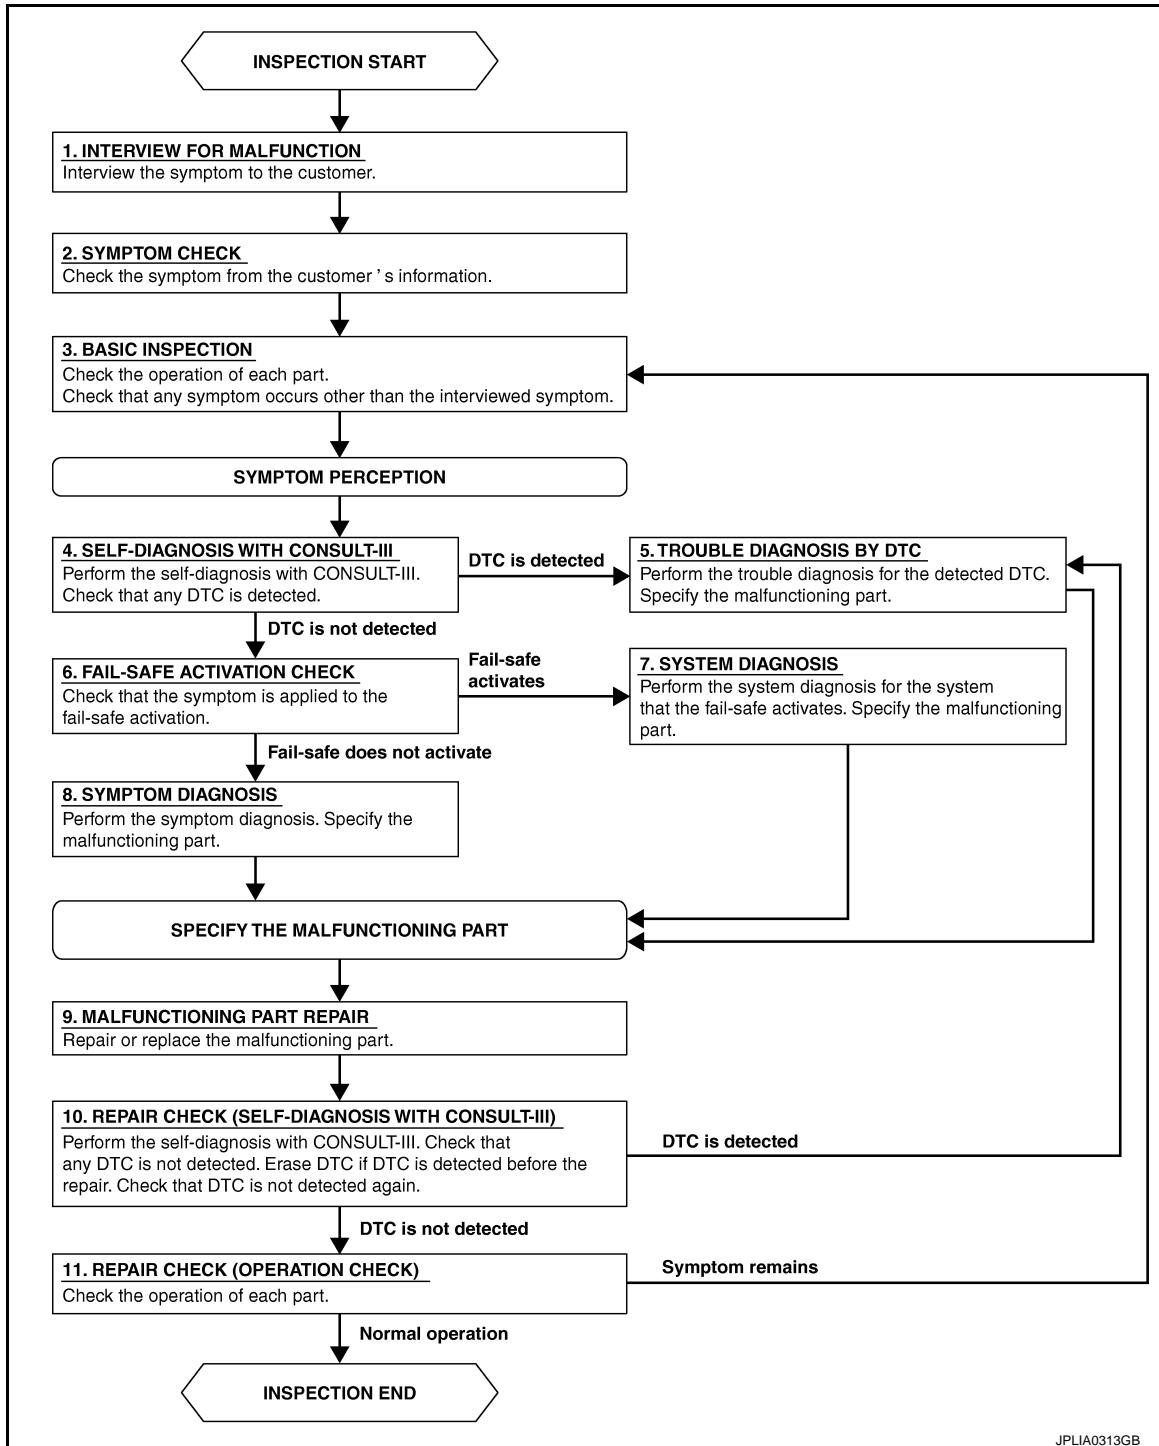 INSPECTION START
1. INTERVIEW FOR MALFUNCTION
Interview the symptom to the customer.
2. SYMPTOM CHECK
Check the symptom from the customer ' s information.
3. BASIC INSPECTION
Check the operation of each part.
Check that any symptom occurs other than the interviewed symptom.
SYMPTOM PERCEPTION
4. SELF-DIAGNOSIS WITH CONSULT-III
Perform the self-diagnosis with CONSULT-III.
Check that any DTC is detected.
DTC is detected
5. TROUBLE DIAGNOSIS BY DTC
Perform the trouble diagnosis for the detected DTC.
Specify the malfunctioning part.
DTC is not detected
6. FAIL-SAFE ACTIVATION CHECK
Check that the symptom is applied to the
fail-safe activation.
Fail-safe
activates
7. SYSTEM DIAGNOSIS
Perform the system diagnosis for the system
that the fail-safe activates. Specify the malfunctioning
part.
Fail-safe does not activate
8. SYMPTOM DIAGNOSIS
Perform the symptom diagnosis. Specify the
malfunctioning part.
SPECIFY THE MALFUNCTIONING PART
9. MALFUNCTIONING PART REPAIR
Repair or replace the malfunctioning part.
10. REPAIR CHECK (SELF-DIAGNOSIS WITH CONSULT-III)
Perform the self-diagnosis with CONSULT-III. Check that
any DTC is not detected. Erase DTC if DTC is detected before the
repair. Check that DTC is not detected again.
DTC is detected
DTC is not detected
11. REPAIR CHECK (OPERATION CHECK)
Check the operation of each part.
Symptom remains
Normal operation
INSPECTION END
JPLIA0313GB